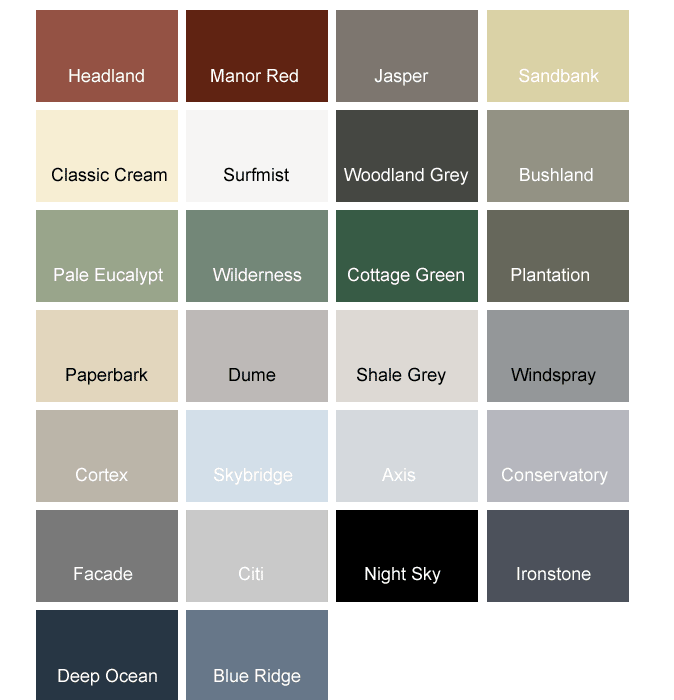 Headland
Manor Red
Jasper
Sandbank
Classic Cream
Surfmist
Woodland Grey
Bushland
Pale Eucalypt
Wilderness
Cottage Green
Plantation
Paperbark
Dume
Shale Grey
Windspray
Cortex
Skybridge
Axis
Conservatory
Facade
Citi
Night Sky
Ironstone
Deep Ocean
Blue Ridge